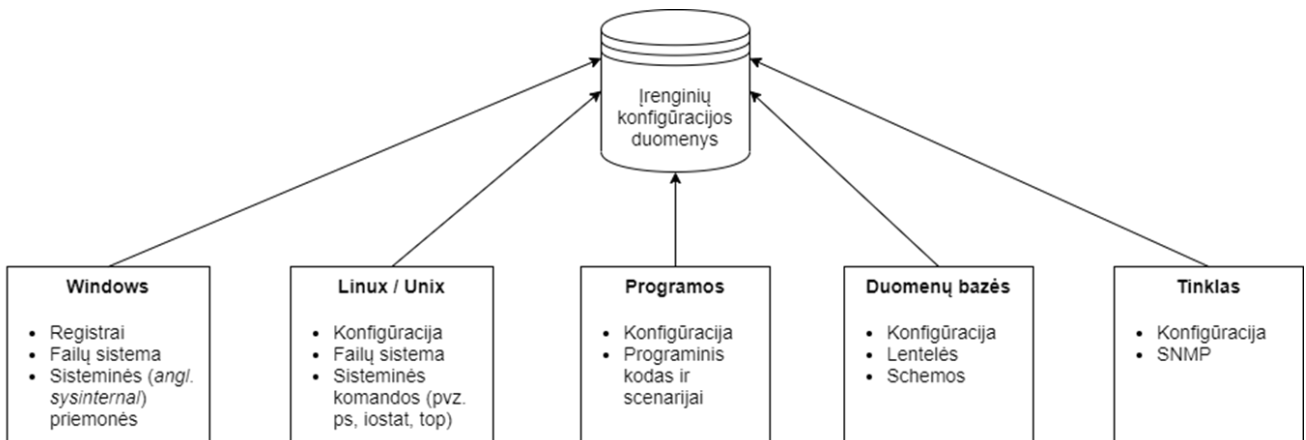 Įrenginių
konfigūracijos
duomenys
Windows
• Registrai
• Failų sistema
• Sisteminės (angl.
sysinternal)
priemonės
Linux / Unix
• Konfigūracija
• Failų sistema
• Sisteminės
komandos (pvz.
ps, iostat, top)
Programos
• Konfigūracija
• Programinis
kodas ir
scenarijai
Duomenų bazės
• Konfigūracija
• Lentelės
• Schemos
Tinklas
• Konfigūracija
• SNMP